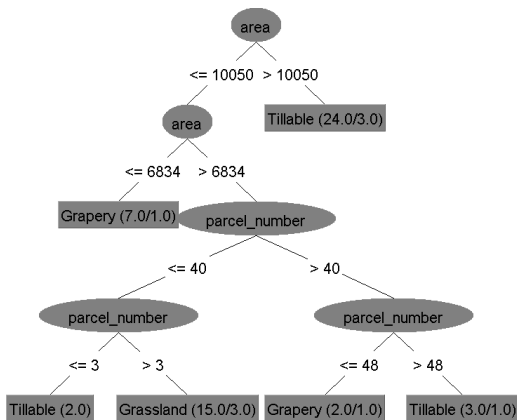 area
<= 10050 > 10050
area
Tillable (24.0/3.0)
<= 6834 > 6834
Grapery (7.0/1.0)
parcel_number
<= 40 > 40
parcel_number parcel_number
<= 3 > 3 <= 48 > 48
Tillable (2.0) Grassland (15.0/3.0) Grapery (2.0/1.0) Tillable (3.0/1.0)